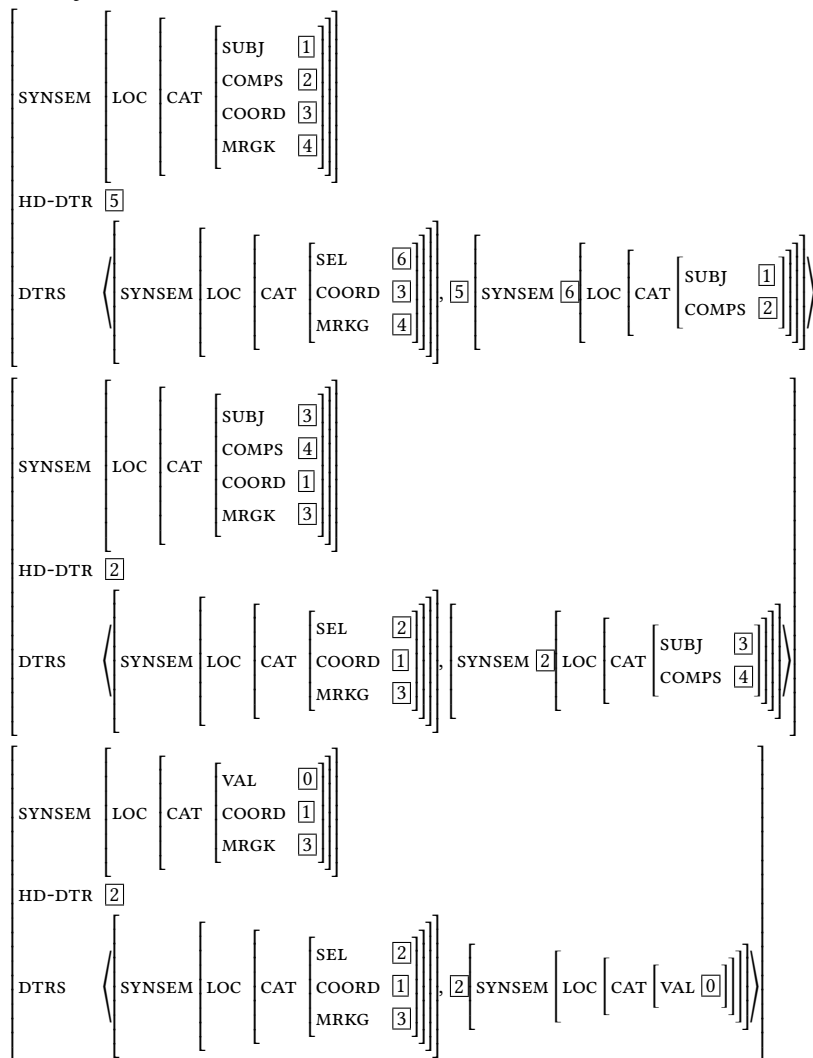 SUBJ 1
COMPS 2
SYNSEM LOC CAT
COORD 3
MRGK 4
HD-DTR 5
SEL 6
SUBJ 1
DTRS SYNSEM LOC CAT COORD 3 , 5 SYNSEM 6 LOC CAT
COMPS 2
MRKG 4
SUBJ 3
COMPS 4
SYNSEM LOC CAT
COORD 1
MRGK 3
HD-DTR 2
SEL 2
SUBJ 3
DTRS SYNSEM LOC CAT COORD 1 , SYNSEM 2 LOC CAT
COMPS 4
MRKG 3
VAL 0
SYNSEM LOC CAT COORD 1
MRGK 3
HD-DTR 2
SEL 2
DTRS SYNSEM LOC CAT COORD 1 , 2 SYNSEM LOC CAT VAL 0
MRKG 3